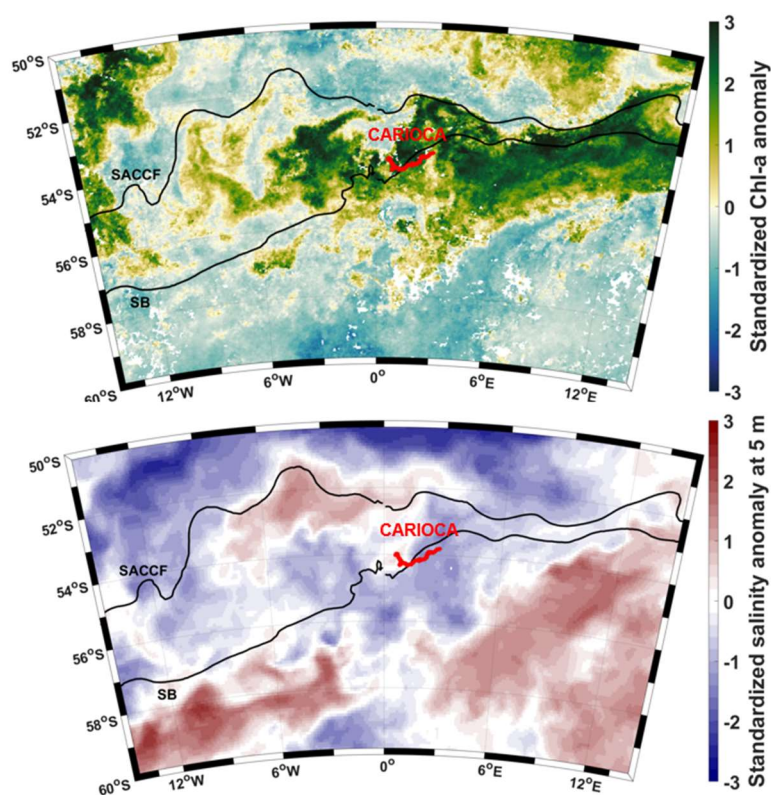 50°S
52°S
54°S
56°S
58°S
60°S
12°W
6°W
0°
6°E
12°E
SACCF
SB
CARIOCA
3
2
1
0
-1
-2
-3
Standardized Chl-a anomaly
50°S
52°S
54°S
56°S
58°S
60°S
12°W
6°W
0°
6°E
12°E
SACCF
SB
CARIOCA
3
2
1
0
-1
-2
-3
Standardized salinity anomaly at 5 m